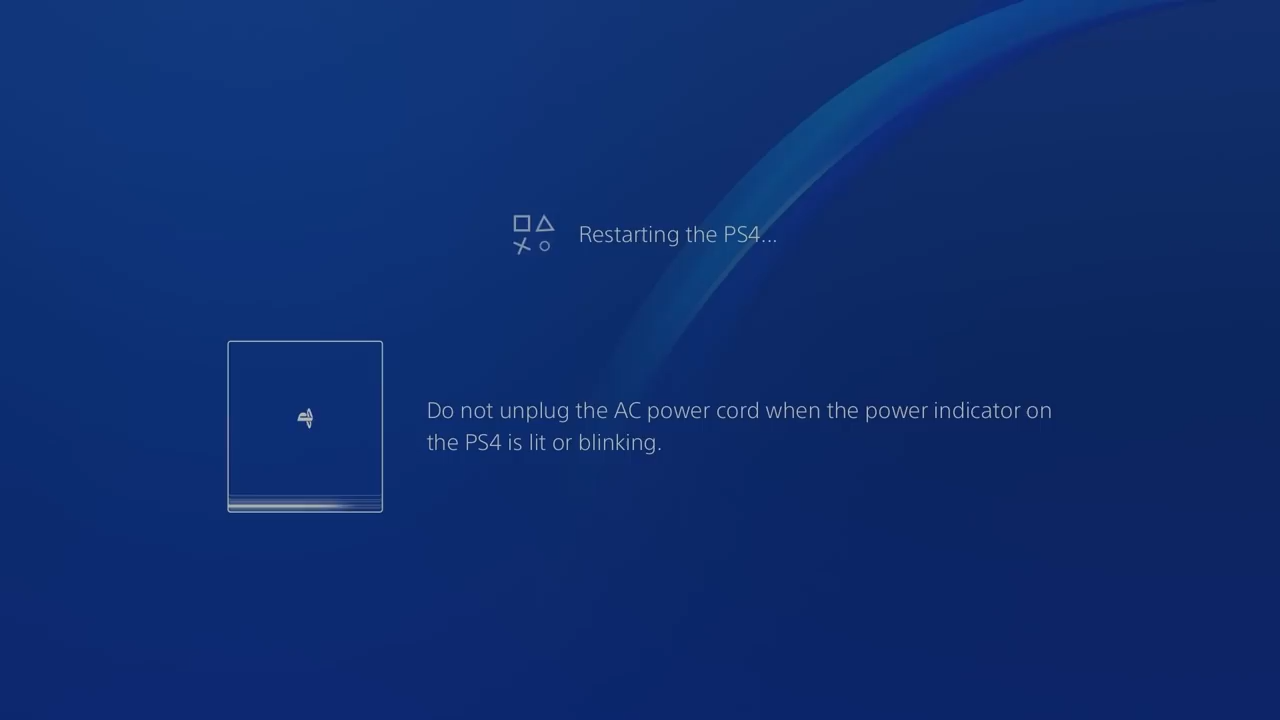 Restarting the PS4...
Do not unplug the AC power cord when the power indicator on
the PS4 is lit or blinking.